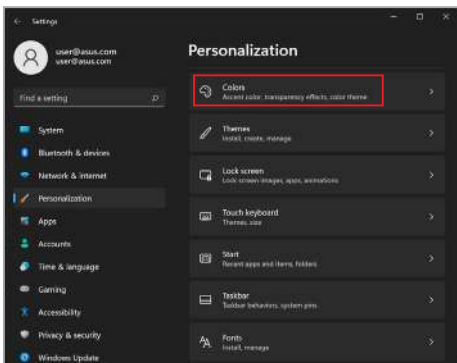 Settings
user@asus.com
user@asus.com
Find a setting
System
Bluetooth & devices
Network & internet
Personalization
Apps
Accounts
Time & language
Gaming
Accessibility
Privacy & security
Windows Update
Personalization
Colors
Accent color, transparency effects, color theme
Themes
Install, create, manage
Lock screen
Lock screen images, apps, animations
Touch keyboard
Themes, size
Start
Recent apps and items, folders
Taskbar
Taskbar behaviors, system pins
Fonts
Install, manage